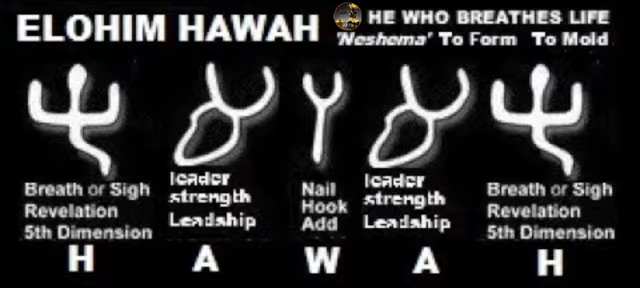 ELOHIM HAWAH
HE WHO BREATHES LIFE
'Neshema' To Form To Mold
Breath or Sigh
Revelation
5th Dimension
leader
strength
Leadship
Nail
Hook
Add
leader
strength
Leadship
Breath or Sigh
Revelation
5th Dimension
H A W A H